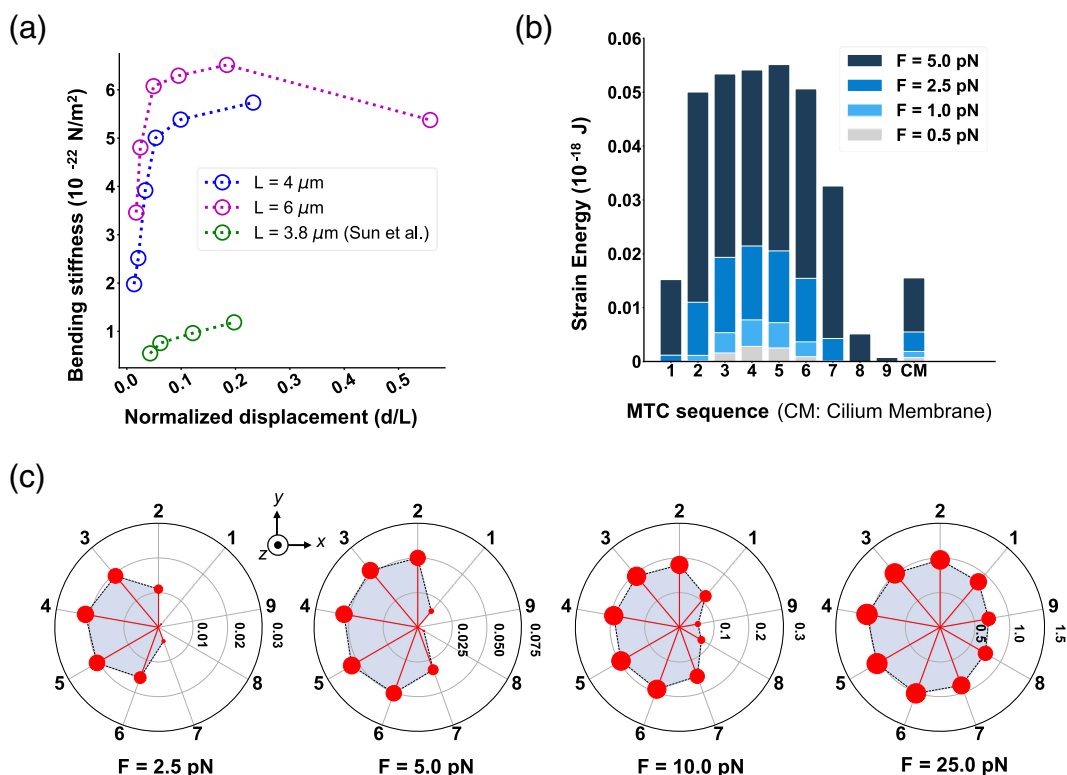 (a)
Bending stiffness (10 -22 N/m²)
6
5
4
3
2
1
0.0 0.1 0.2 0.3 0.4 0.5
Normalized displacement (d/L)
L = 4 μm
L = 6 μm
L = 3.8 μm (Sun et al.)
(b)
Strain Energy (10⁻¹⁸ J)
0.06
0.05
0.04
0.03
0.02
0.01
0
1 2 3 4 5 6 7 8 9 CM
MTC sequence (CM: Cilium Membrane)
F = 5.0 pN
F = 2.5 pN
F = 1.0 pN
F = 0.5 pN
(c)
y
x
z
2
3 1
4 9
5 8
6 7
0.01 0.02 0.03
F = 2.5 pN
2
3 1
4 9
5 8
6 7
0.025 0.050 0.075
F = 5.0 pN
2
3 1
4 9
5 8
6 7
0.1 0.2 0.3
F = 10.0 pN
2
3 1
4 9
5 8
6 7
0.5 1.0 1.5
F = 25.0 pN